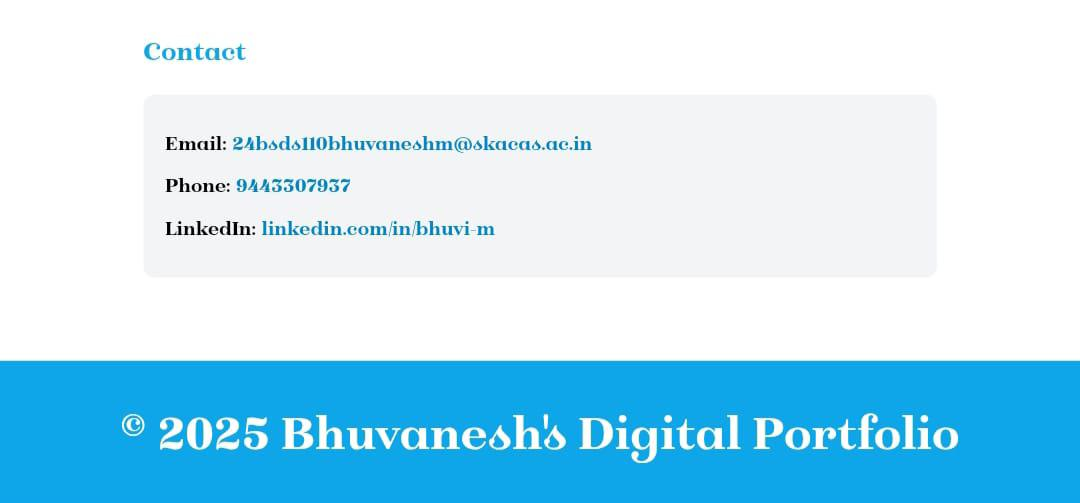 Contact
Email: 24bsds110bhuvaneshm@skacas.ac.in
Phone: 9443307937
LinkedIn: linkedin.com/in/bhuvi-m
© 2025 Bhuvanesh's Digital Portfolio